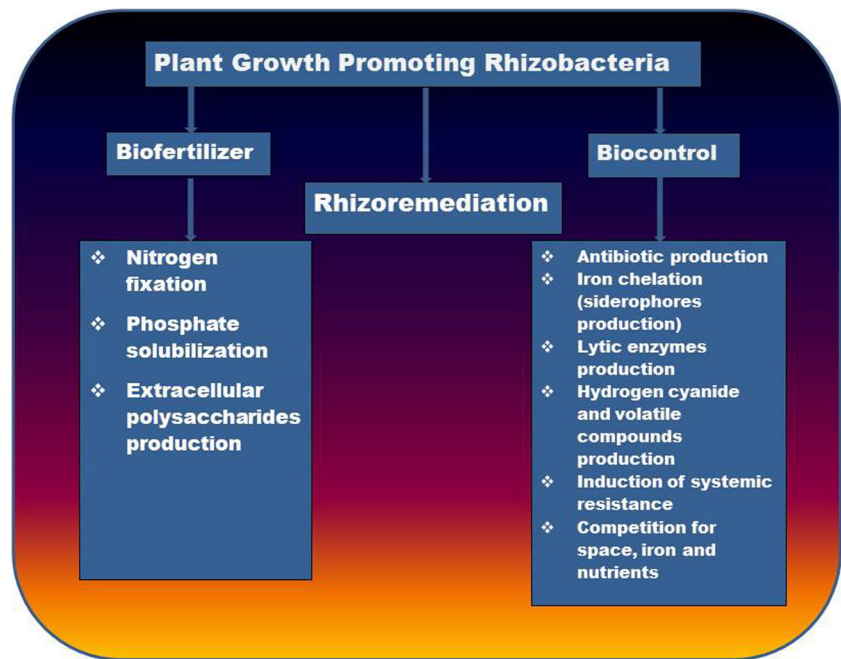 Plant Growth Promoting Rhizobacteria
Biofertilizer
Biocontrol
Rhizoremediation
❖ Nitrogen
fixation
❖ Phosphate
solubilization
❖ Extracellular
polysaccharides
production
❖ Antibiotic production
❖ Iron chelation
(siderophores
production)
❖ Lytic enzymes
production
❖ Hydrogen cyanide
and volatile
compounds
production
❖ Induction of systemic
resistance
❖ Competition for
space, iron and
nutrients